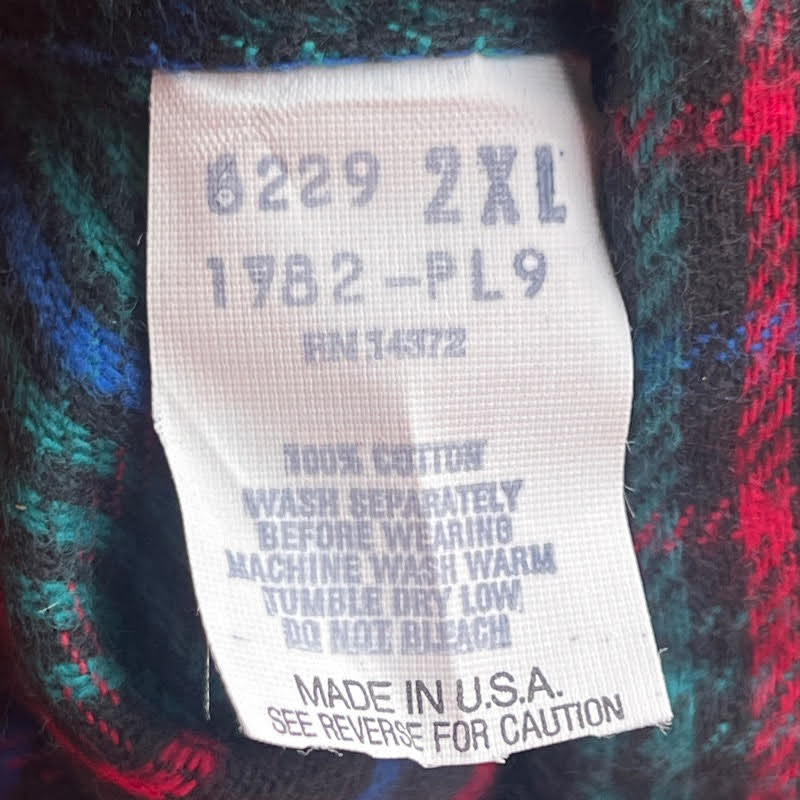 6229 2XL
1782-PL9
RN 14372
100% COTTON
WASH SEPARATELY
BEFORE WEARING
MACHINE WASH WARM
TUMBLE DRY LOW
DO NOT BLEACH
MADE IN U.S.A.
SEE REVERSE FOR CAUTION